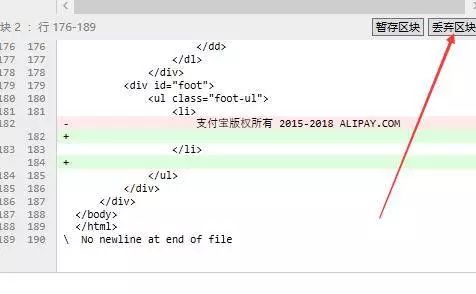 块 2 : 行 176-189 暂存区块 丢弃区块
176 176 </dd>
177 177 </dl>
178 178 </div>
179 179 <div id="foot">
180 180 <ul class="foot-ul">
181 181 <li>
182 - 支付宝版权所有 2015-2018 ALIPAY.COM
182 +
183 183 </li>
184 +
184 185 </ul>
185 186 </div>
186 187 </div>
187 188 </body>
188 189 </html>
189 190 \ No newline at end of file